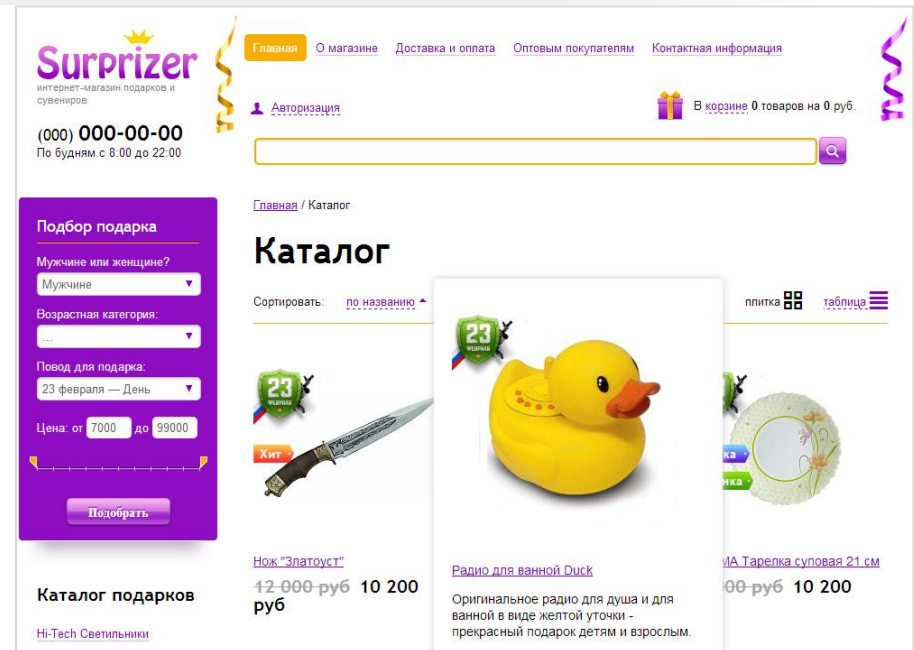 Surprizer
интернет-магазин подарков и
сувениров
(000) 000-00-00
По будням с 8:00 до 22:00
Главная О магазине Доставка и оплата Оптовым покупателям Контактная информация
Авторизация
В корзине 0 товаров на 0 руб.
Главная / Каталог
Каталог
Сортировать: по названию
плитка таблица
Подбор подарка
Мужчине или женщине?
Мужчине
Возрастная категория:
...
Повод для подарка:
23 февраля — День
Цена: от 7000 до 99000
Подобрать
Каталог подарков
Hi-Tech Светильники
23
ФЕВРАЛЯ
Хит
Нож "Златоуст"
12 000 руб 10 200
руб
23
ФЕВРАЛЯ
Радио для ванной Duck
Оригинальное радио для душа и для
ванной в виде желтой уточки -
прекрасный подарок детям и взрослым.
ка
нка
МА Тарелка суповая 21 см
00 руб 10 200